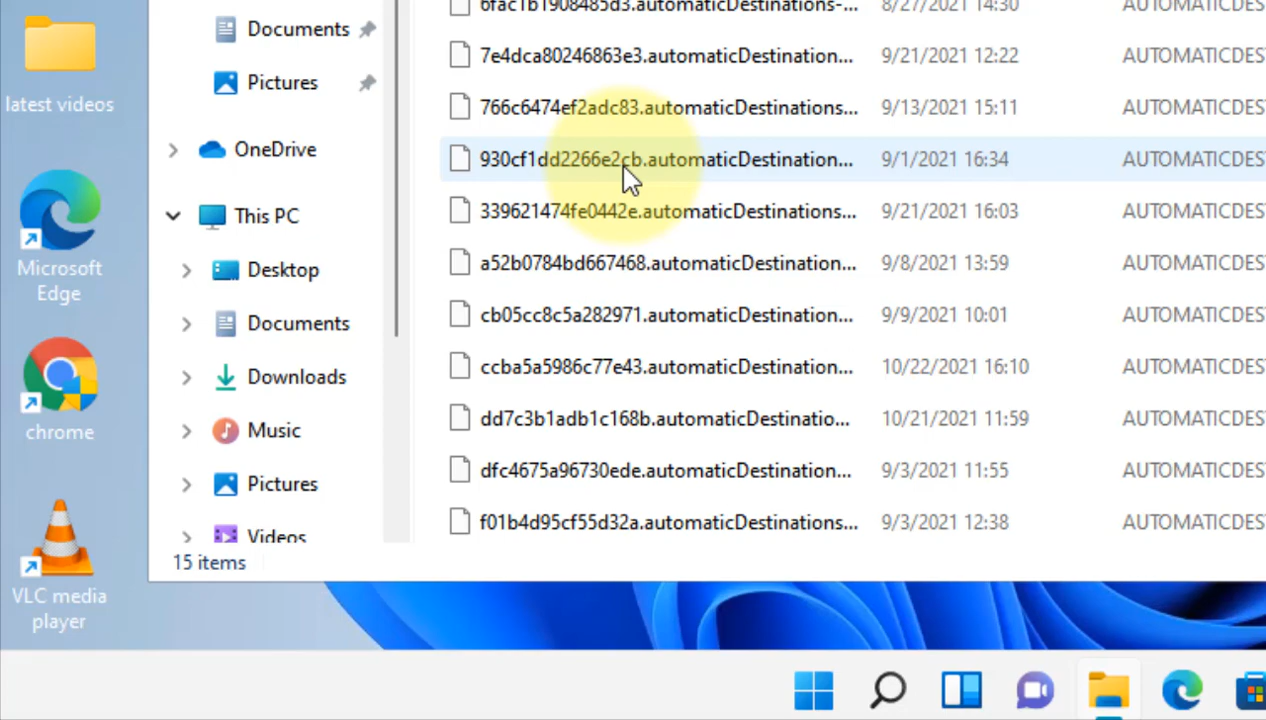 latest videos
Microsoft
Edge
chrome
VLC media
player
Documents
Pictures
OneDrive
This PC
Desktop
Documents
Downloads
Music
Pictures
Videos
15 items
6fac1b1908485d3.automaticDestinations-... 8/27/2021 14:30 AUTOMATICDES
7e4dca80246863e3.automaticDestination... 9/21/2021 12:22 AUTOMATICDES
766c6474ef2adc83.automaticDestinations... 9/13/2021 15:11 AUTOMATICDES
930cf1dd2266e2cb.automaticDestination... 9/1/2021 16:34 AUTOMATICDES
339621474fe0442e.automaticDestinations... 9/21/2021 16:03 AUTOMATICDES
a52b0784bd667468.automaticDestination... 9/8/2021 13:59 AUTOMATICDES
cb05cc8c5a282971.automaticDestination... 9/9/2021 10:01 AUTOMATICDES
ccba5a5986c77e43.automaticDestination... 10/22/2021 16:10 AUTOMATICDES
dd7c3b1adb1c168b.automaticDestinatio... 10/21/2021 11:59 AUTOMATICDES
dfc4675a96730ede.automaticDestination... 9/3/2021 11:55 AUTOMATICDES
f01b4d95cf55d32a.automaticDestinations... 9/3/2021 12:38 AUTOMATICDES